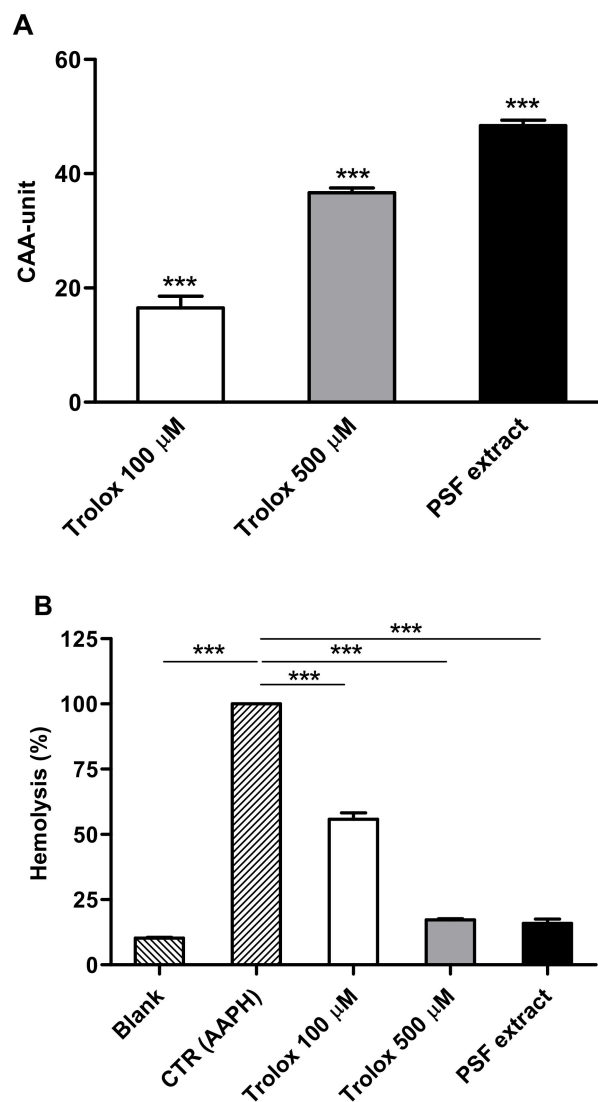 A
60
40
20
0
CAA-unit
***
***
***
Trolox 100 μM
Trolox 500 μM
PSF extract
B
125
100
75
50
25
0
Hemolysis (%)
***
***
***
***
Blank
CTR (AAPH)
Trolox 100 μM
Trolox 500 μM
PSF extract